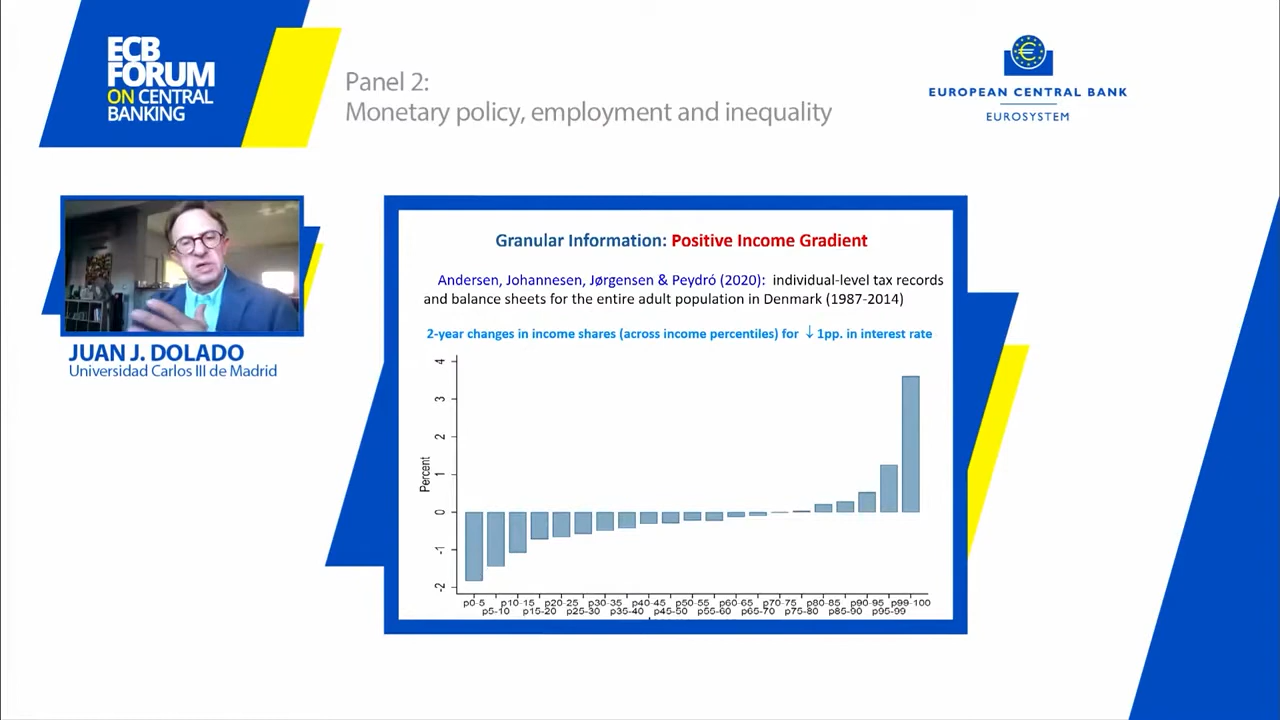 ECB
FORUM
ON CENTRAL
BANKING
Panel 2:
Monetary policy, employment and inequality
EUROPEAN CENTRAL BANK
EUROSYSTEM
JUAN J. DOLADO
Universidad Carlos III de Madrid
Granular Information: Positive Income Gradient
Andersen, Johannesen, Jørgensen & Peydró (2020): individual-level tax records
and balance sheets for the entire adult population in Denmark (1987-2014)
2-year changes in income shares (across income percentiles) for ↓ 1pp. in interest rate
Percent
4
3
2
1
0
-1
-2
p0-5 p10-15 p20-25 p30-35 p40-45 p50-55 p60-65 p70-75 p80-85 p90-95 p99-100
p5-10 p15-20 p25-30 p35-40 p45-50 p55-60 p65-70 p75-80 p85-90 p95-99